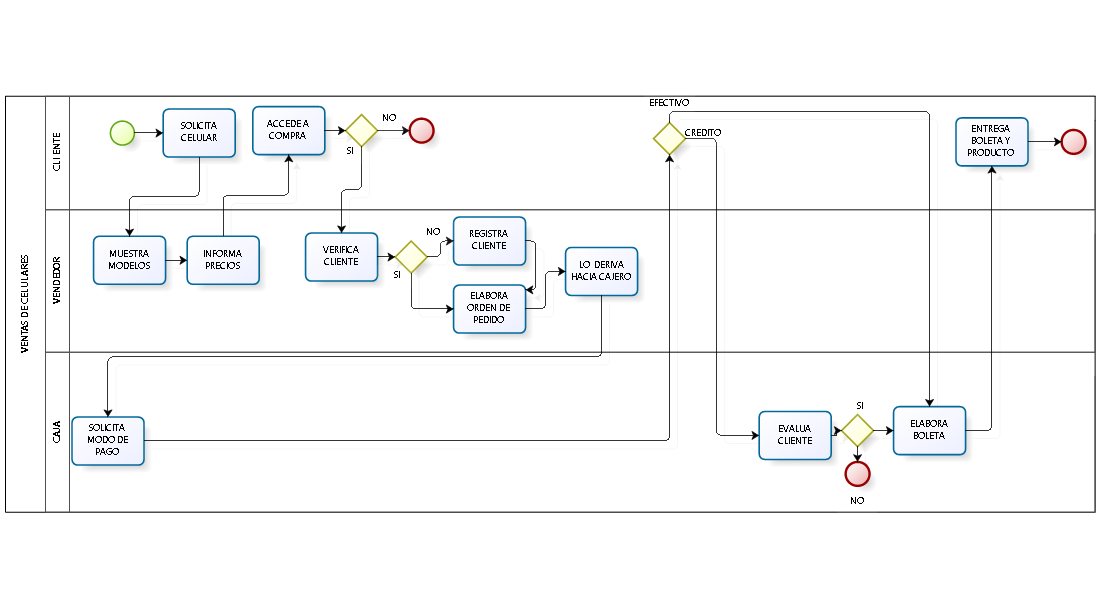 VENTAS DE CELULARES
CLIENTE
SOLICITA
CELULAR
ACCEDE A
COMPRA
NO
SI
EFECTIVO
CREDITO
ENTREGA
BOLETA Y
PRODUCTO
VENDEDOR
MUESTRA
MODELOS
INFORMA
PRECIOS
VERIFICA
CLIENTE
NO
SI
REGISTRA
CLIENTE
ELABORA
ORDEN DE
PEDIDO
LO DERIVA
HACIA CAJERO
CAJA
SOLICITA
MODO DE
PAGO
EVALUA
CLIENTE
SI
NO
ELABORA
BOLETA